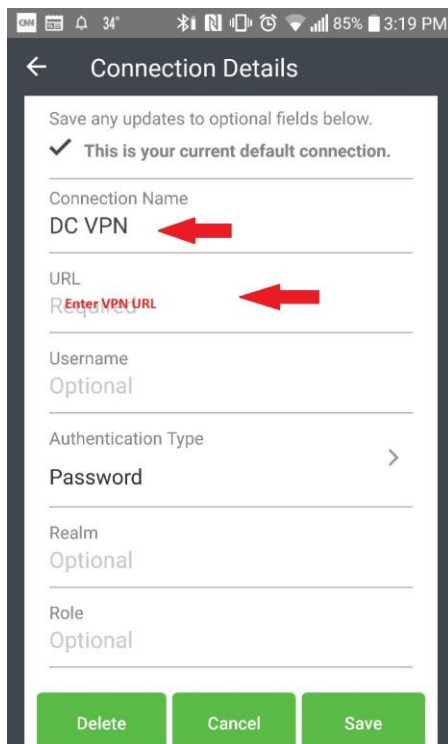 CNN 34° 85% 3:19 PM
Connection Details
Save any updates to optional fields below.
This is your current default connection.
Connection Name
DC VPN
URL
Required
Enter VPN URL
Username
Optional
Authentication Type
Password
Realm
Optional
Role
Optional
Delete Cancel Save